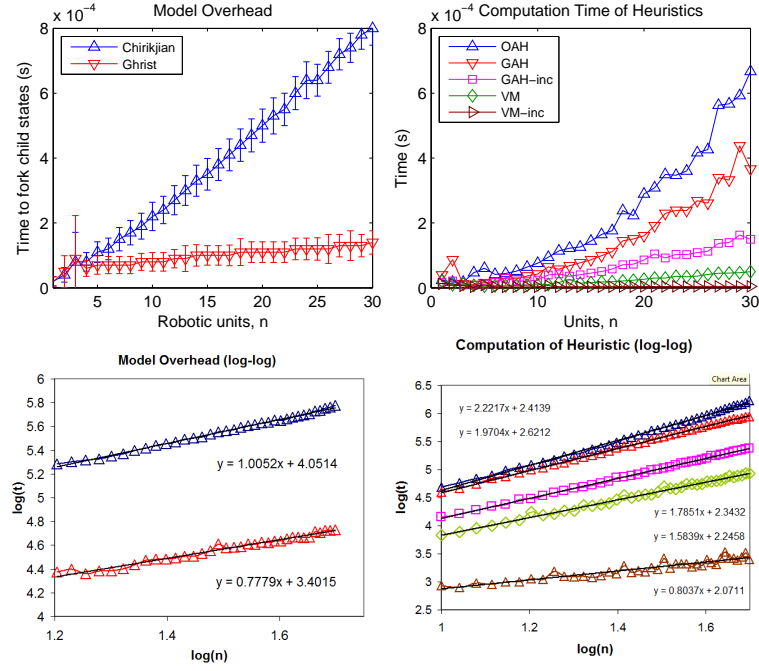 Model Overhead
x 10⁻⁴
Chirikjian
Ghrist
8
6
4
2
0
5 10 15 20 25 30
Time to fork child states (s)
Robotic units, n
Computation Time of Heuristics
x 10⁻⁴
OAH
GAH
GAH−inc
VM
VM−inc
8
6
4
2
0
0 10 20 30
Time (s)
Units, n
Model Overhead (log-log)
6
5.8
5.6
5.4
5.2
5
4.8
4.6
4.4
4.2
4
1.2 1.4 1.6
log(t)
log(n)
y = 1.0052x + 4.0514
y = 0.7779x + 3.4015
Computation of Heuristic (log-log)
Chart Area
6.5
6
5.5
5
4.5
4
3.5
3
2.5
1 1.2 1.4 1.6
log(t)
log(n)
y = 2.2217x + 2.4139
y = 1.9704x + 2.6212
y = 1.7851x + 2.3432
y = 1.5839x + 2.2458
y = 0.8037x + 2.0711